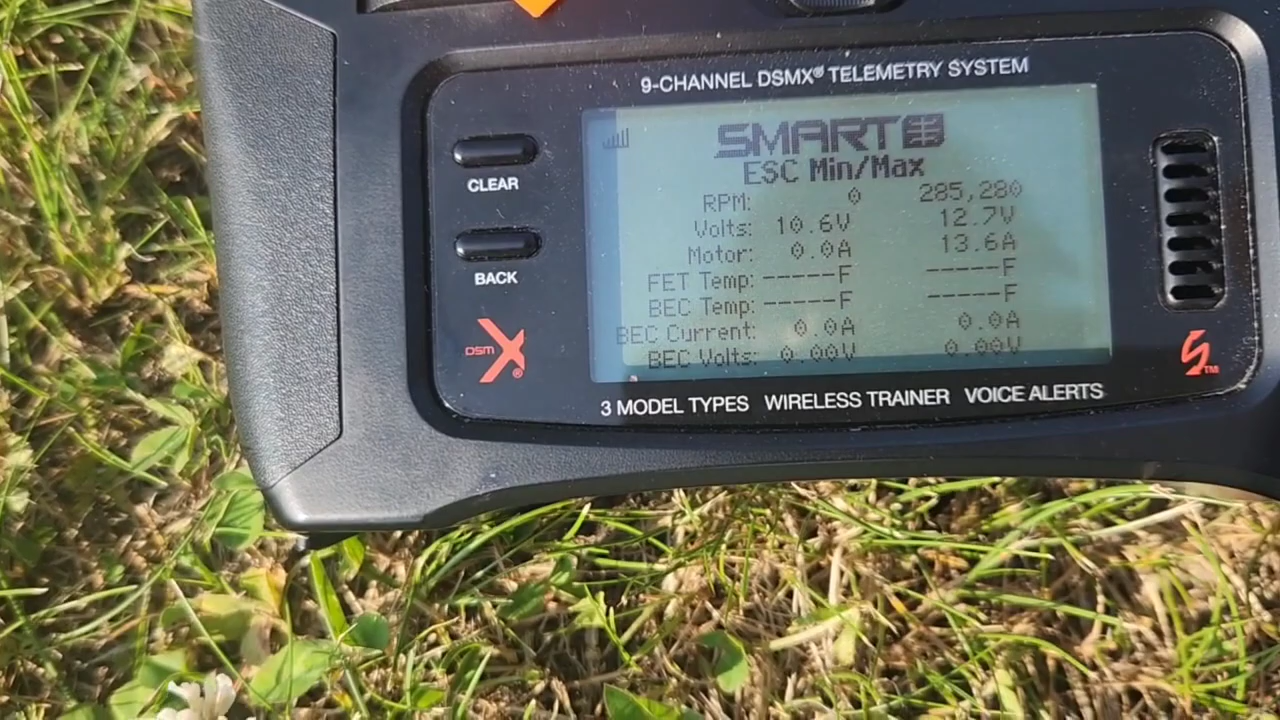 9-CHANNEL DSMX® TELEMETRY SYSTEM
SMART
ESC Min/Max
RPM: 0 285,280
Volts: 10.6V 12.7V
Motor: 0.0A 13.6A
FET Temp: -----F -----F
BEC Temp: -----F -----F
BEC Current: 0.0A 0.0A
BEC Volts: 0.00V 0.00V
CLEAR
BACK
DSM X®
S™
3 MODEL TYPES WIRELESS TRAINER VOICE ALERTS